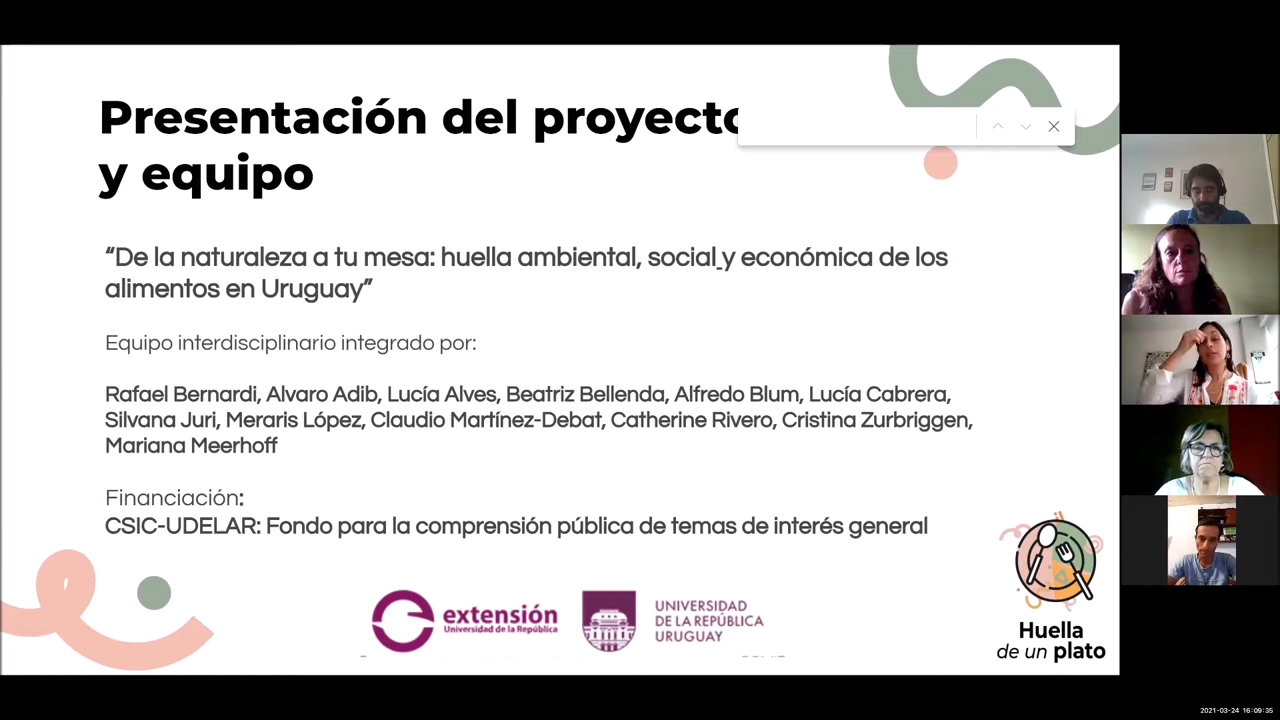 Presentación del proyecto
y equipo
“De la naturaleza a tu mesa: huella ambiental, social y económica de los
alimentos en Uruguay”
Equipo interdisciplinario integrado por:
Rafael Bernardi, Alvaro Adib, Lucía Alves, Beatriz Bellenda, Alfredo Blum, Lucía Cabrera,
Silvana Juri, Meraris López, Claudio Martínez-Debat, Catherine Rivero, Cristina Zurbriggen,
Mariana Meerhoff
Financiación:
CSIC-UDELAR: Fondo para la comprensión pública de temas de interés general
extensión
Universidad de la República
UNIVERSIDAD
DE LA REPÚBLICA
URUGUAY
Huella
de un plato
2021-03-24 16:09:35